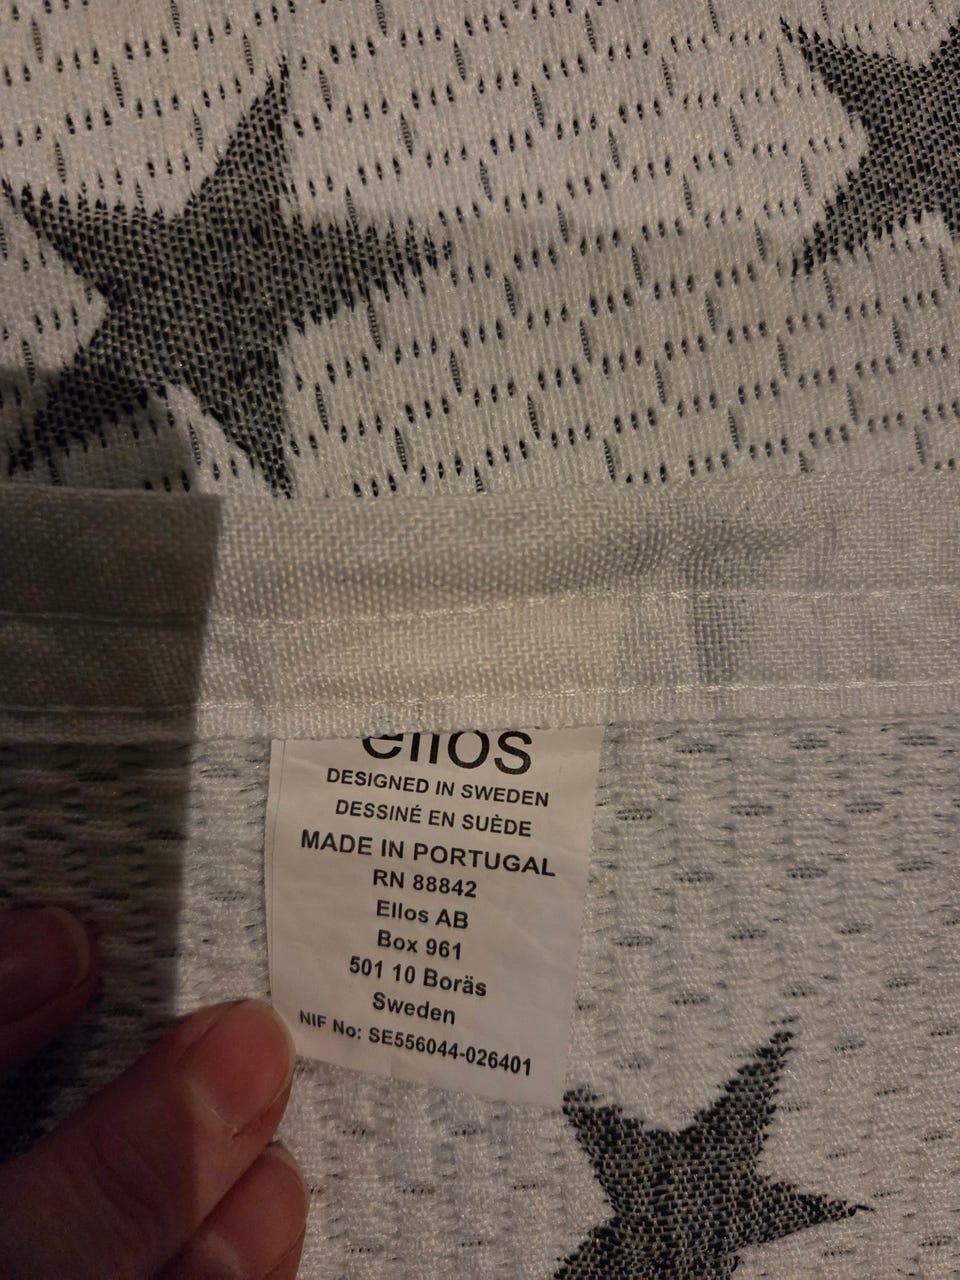 ellos
DESIGNED IN SWEDEN
DESSINÉ EN SUÈDE
MADE IN PORTUGAL
RN 88842
Ellos AB
Box 961
501 10 Borås
Sweden
NIF No: SE556044-026401